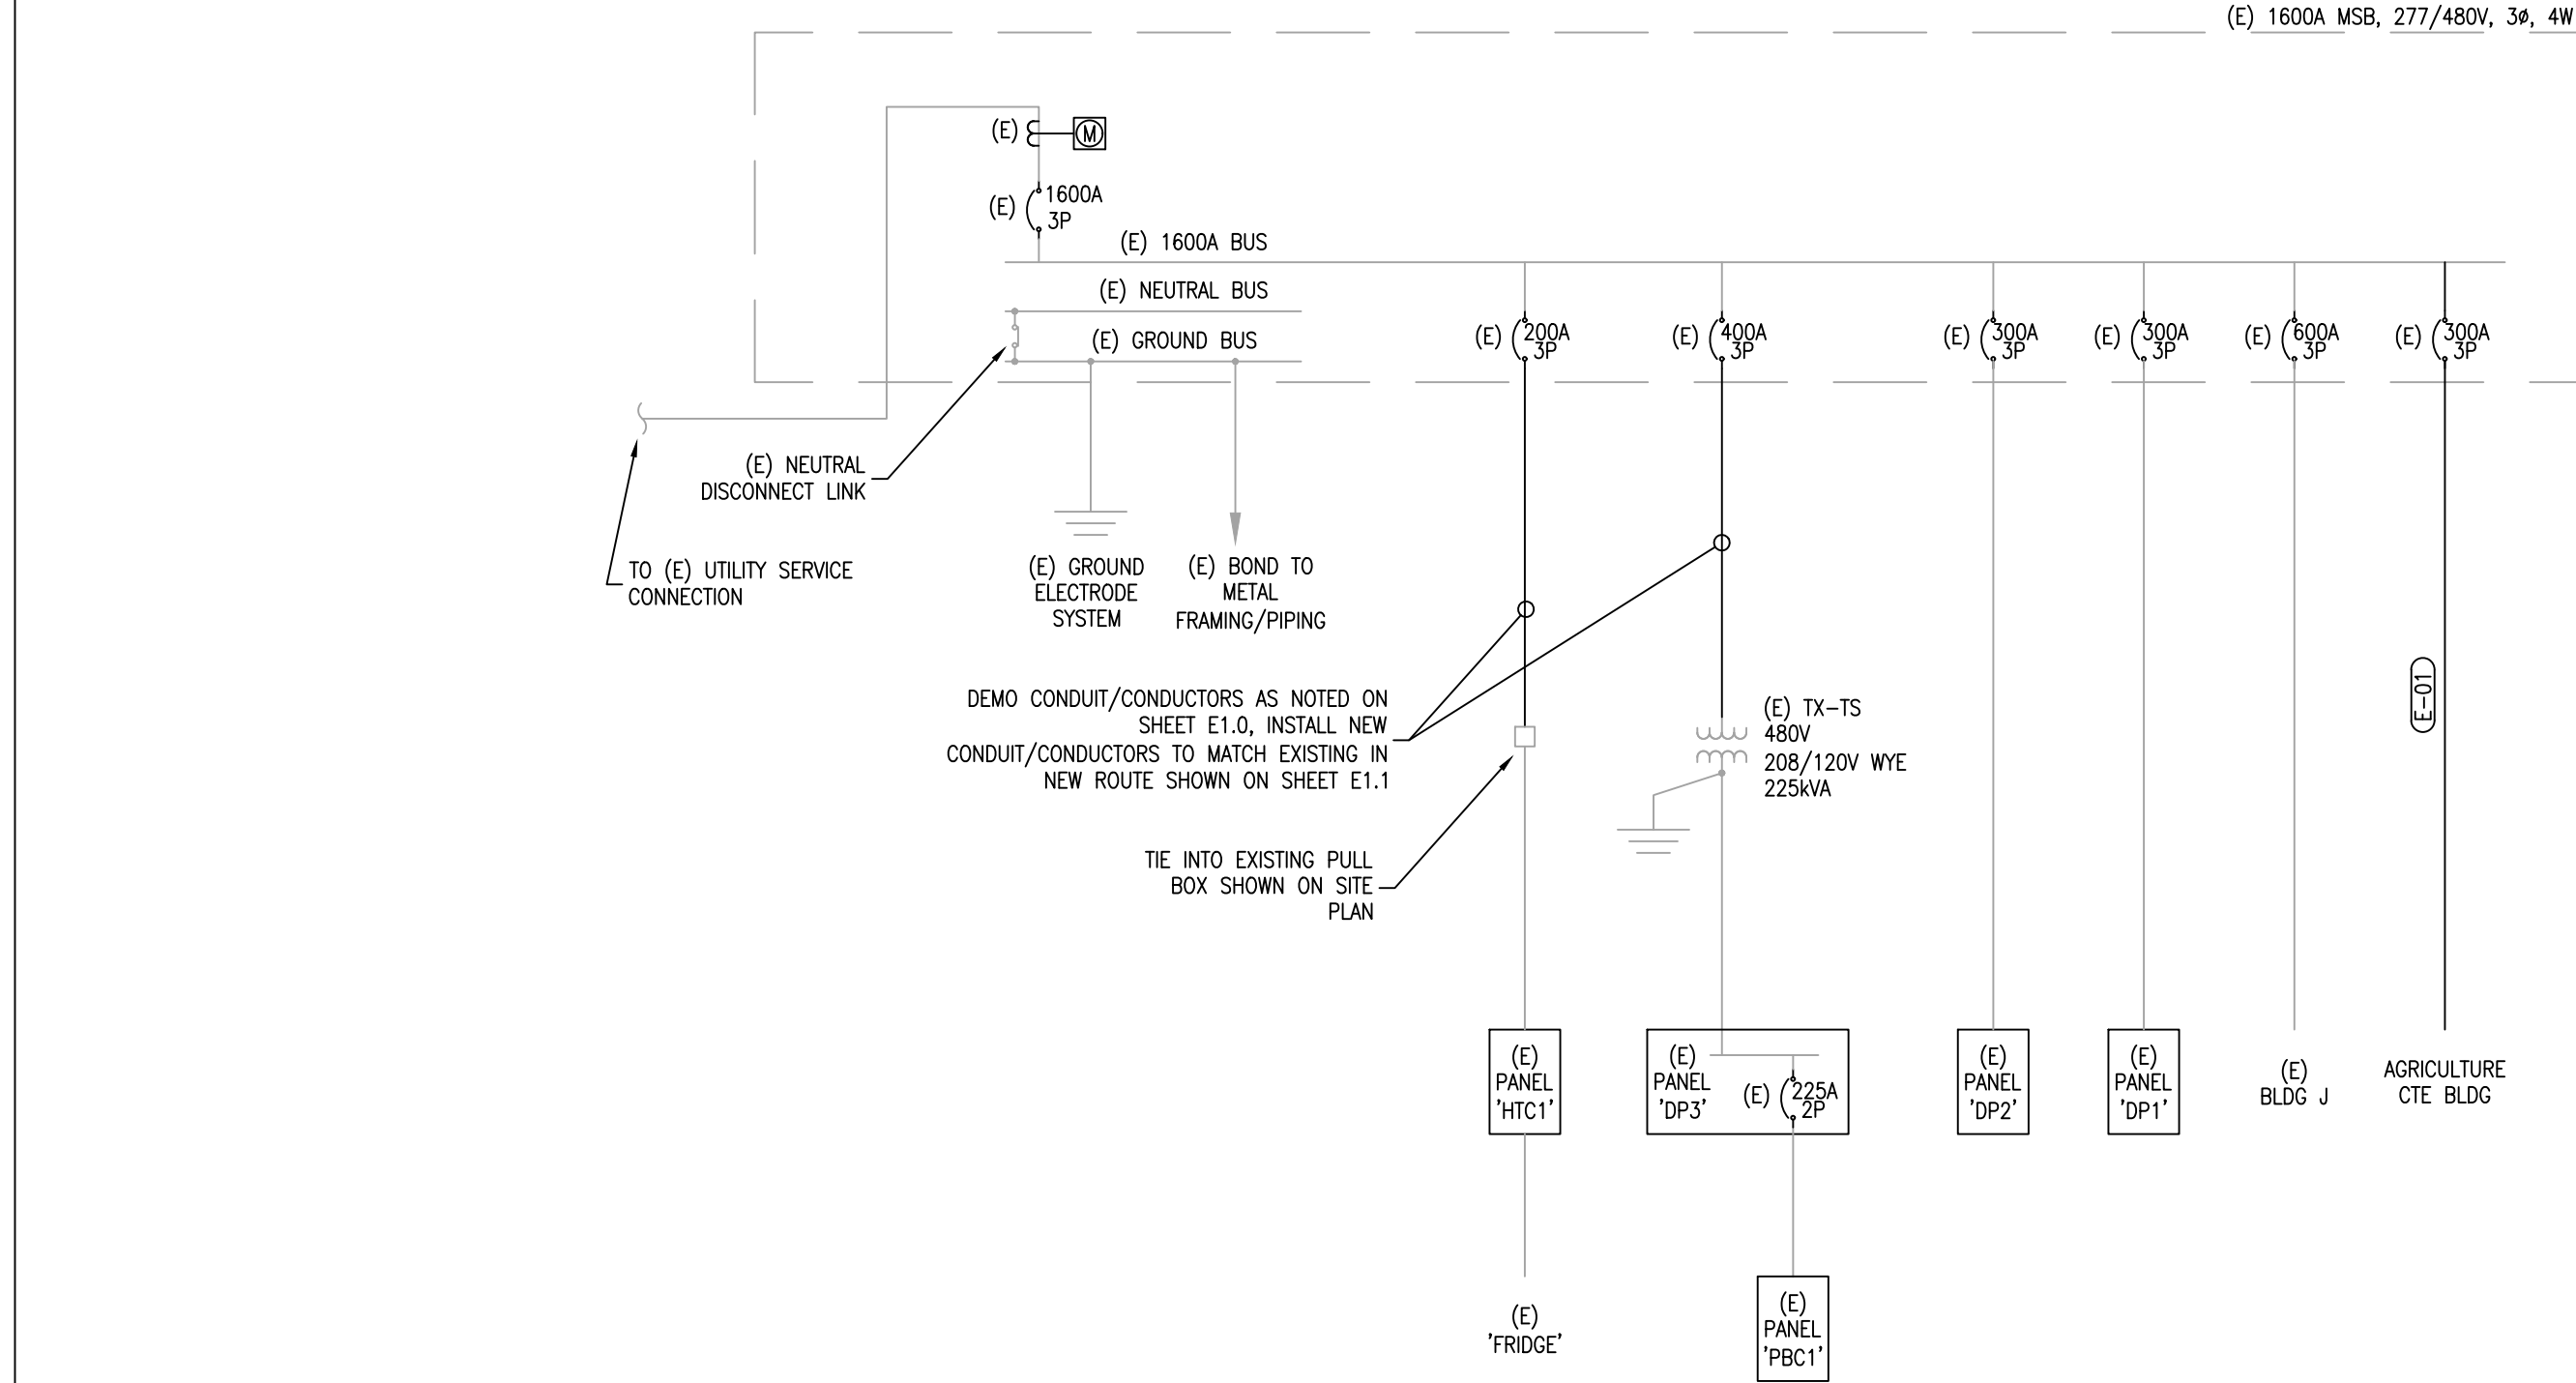 (E) 1600A MSB, 277/480V, 3ø, 4W
(E)
M
(E)
1600A
3P
(E) 1600A BUS
(E) NEUTRAL BUS
(E) GROUND BUS
(E)
200A
3P
(E)
400A
3P
(E)
300A
3P
(E)
300A
3P
(E)
600A
3P
(E)
300A
3P
(E) NEUTRAL
DISCONNECT LINK
TO (E) UTILITY SERVICE
CONNECTION
(E) GROUND
ELECTRODE
SYSTEM
(E) BOND TO
METAL
FRAMING/PIPING
DEMO CONDUIT/CONDUCTORS AS NOTED ON
SHEET E1.0, INSTALL NEW
CONDUIT/CONDUCTORS TO MATCH EXISTING IN
NEW ROUTE SHOWN ON SHEET E1.1
(E) TX-TS
480V
208/120V WYE
225kVA
E-01
TIE INTO EXISTING PULL
BOX SHOWN ON SITE
PLAN
(E)
PANEL
'HTC1'
(E)
PANEL
'DP3'
(E)
225A
2P
(E)
PANEL
'DP2'
(E)
PANEL
'DP1'
(E)
BLDG J
AGRICULTURE
CTE BLDG
(E)
'FRIDGE'
(E)
PANEL
'PBC1'